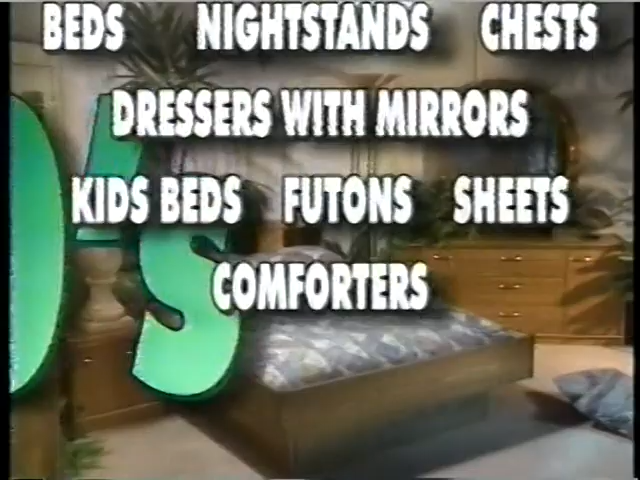 BEDS NIGHTSTANDS CHESTS
DRESSERS WITH MIRRORS
KIDS BEDS FUTONS SHEETS
COMFORTERS
'S